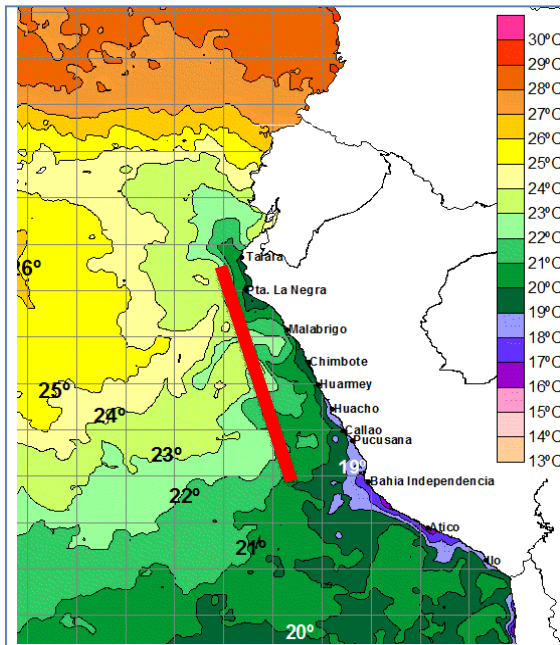 30ºC
29ºC
28ºC
27ºC
26ºC
25ºC
24ºC
23ºC
22ºC
21ºC
20ºC
19ºC
18ºC
17ºC
16ºC
15ºC
14ºC
13ºC
Talara
26º
Pta. La Negra
Malabrigo
Chimbote
Huarmey
25º
Huacho
24º
Callao
Pucusana
23º
19º
Bahia Independencia
22º
Atico
21º
Ilo
20º